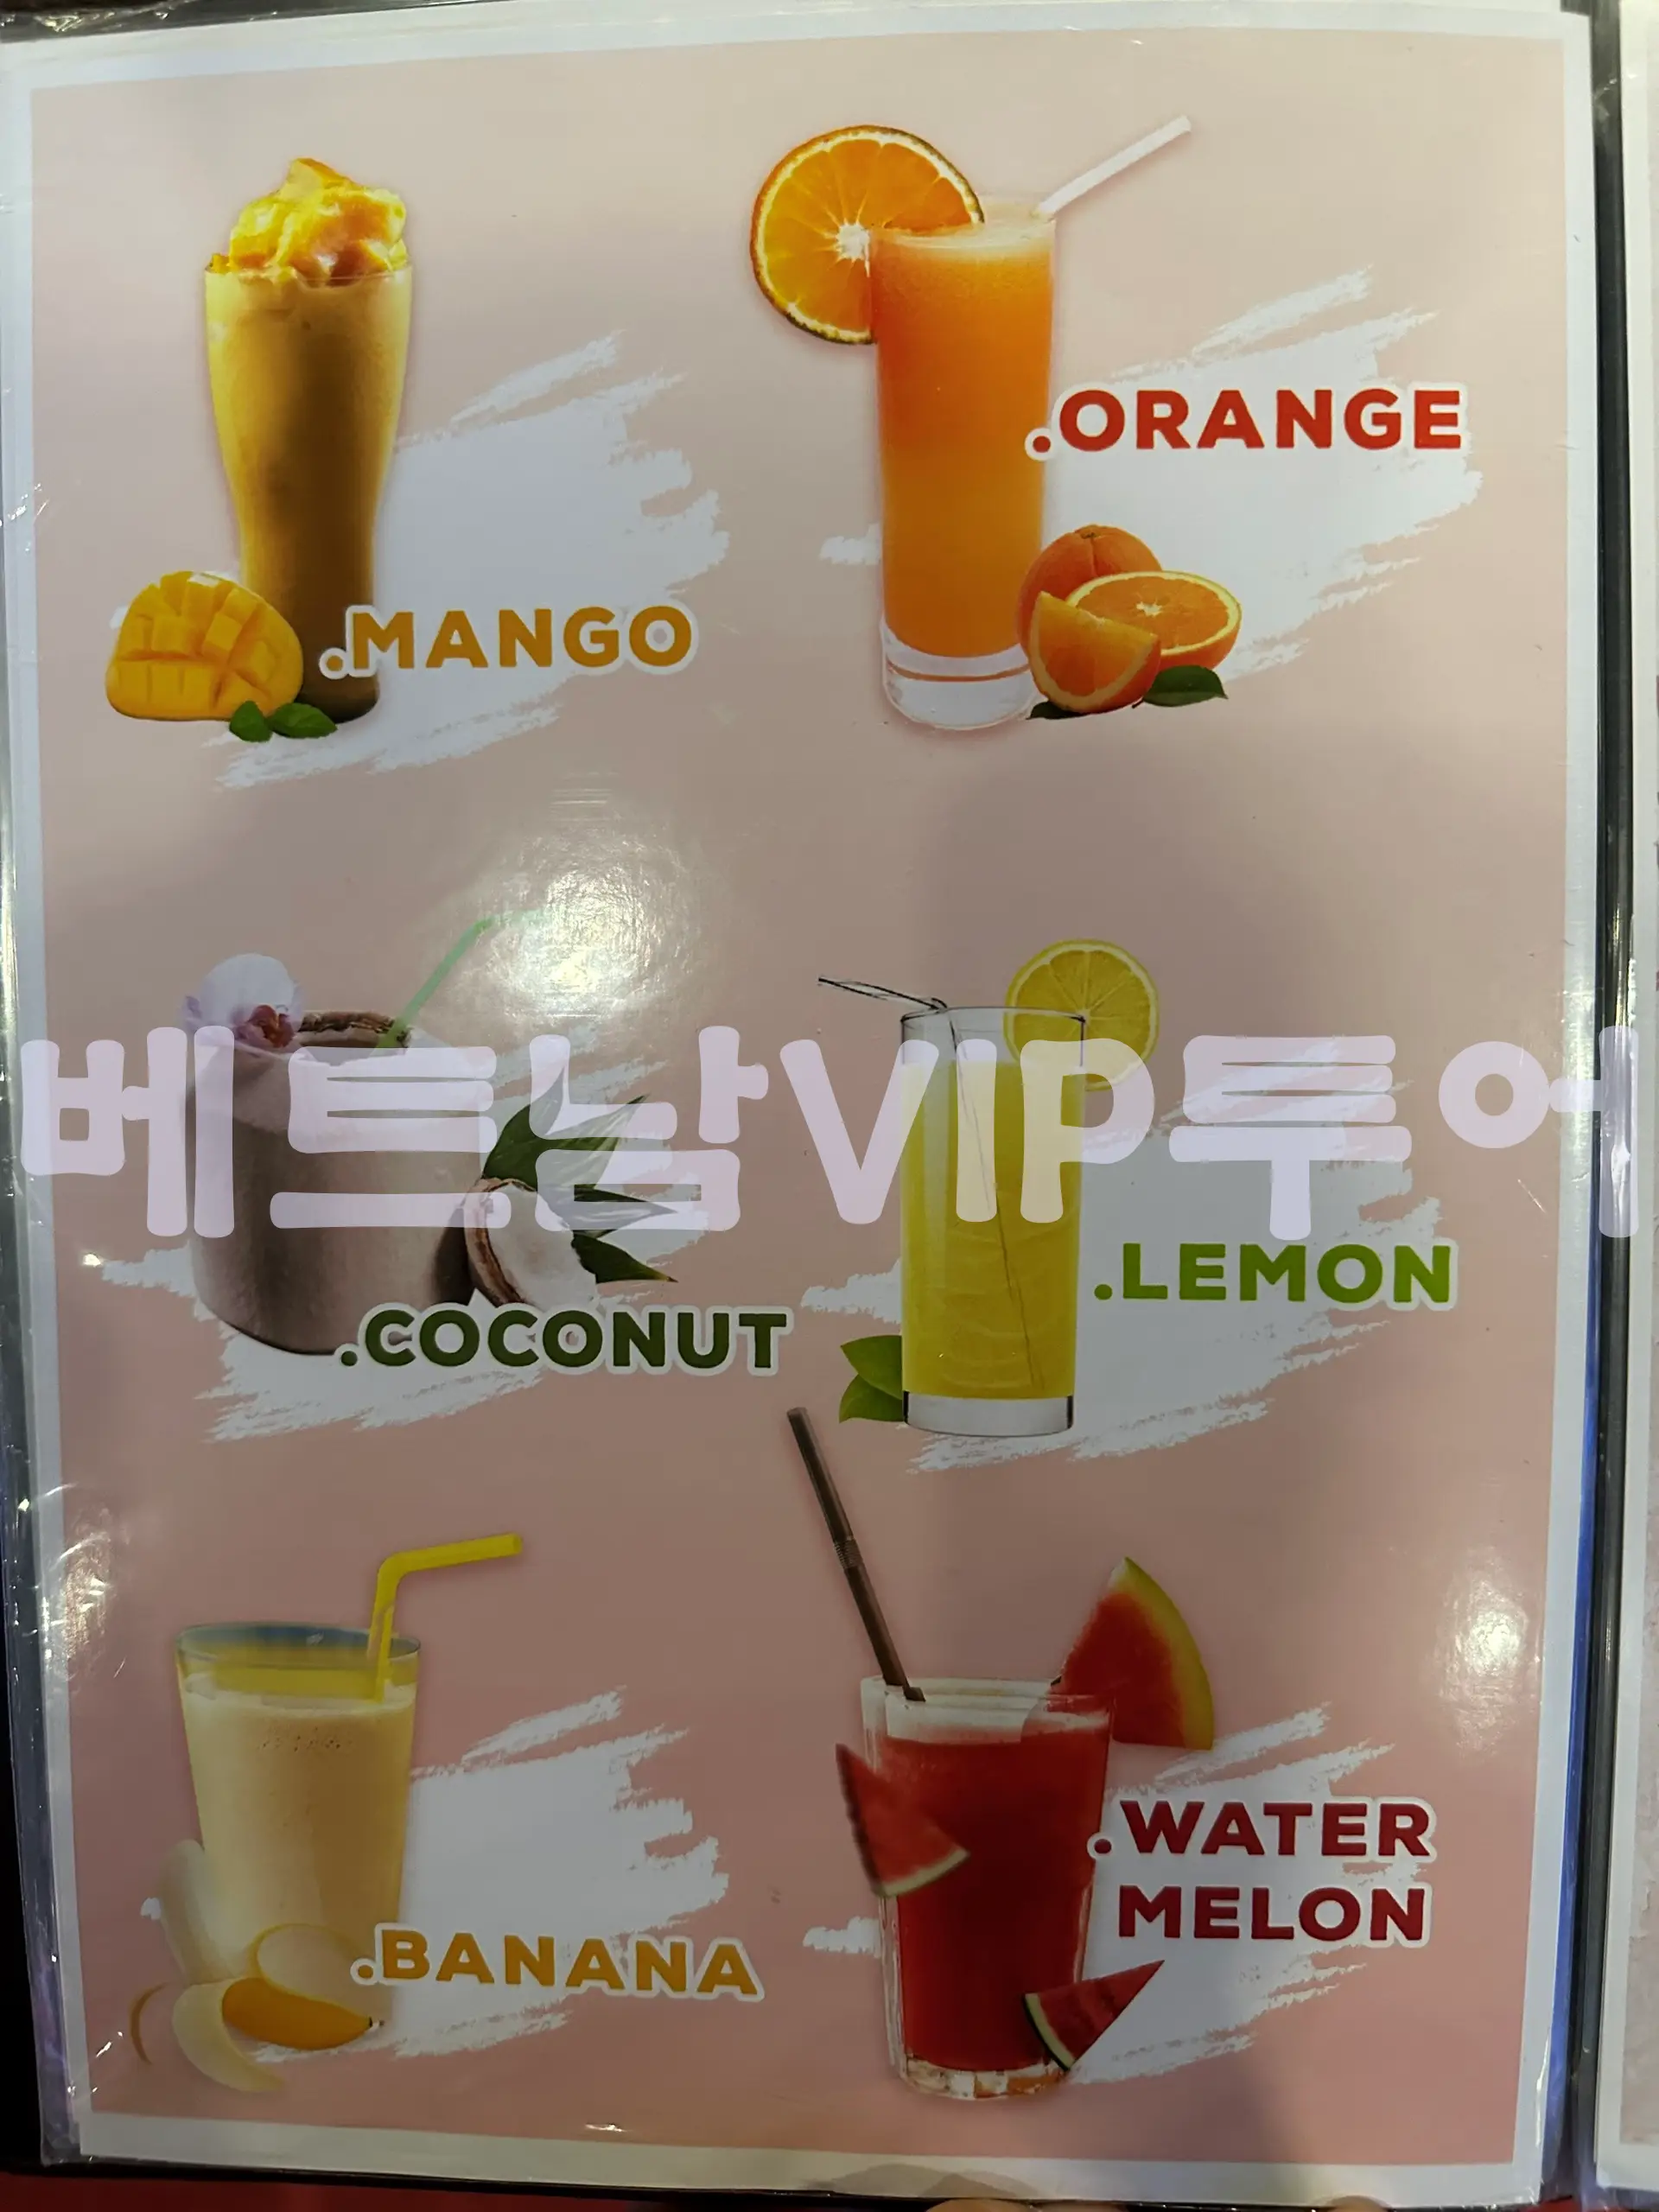 .MANGO
.ORANGE
베트남VIP투어
.COCONUT
.LEMON
.BANANA
.WATER
MELON